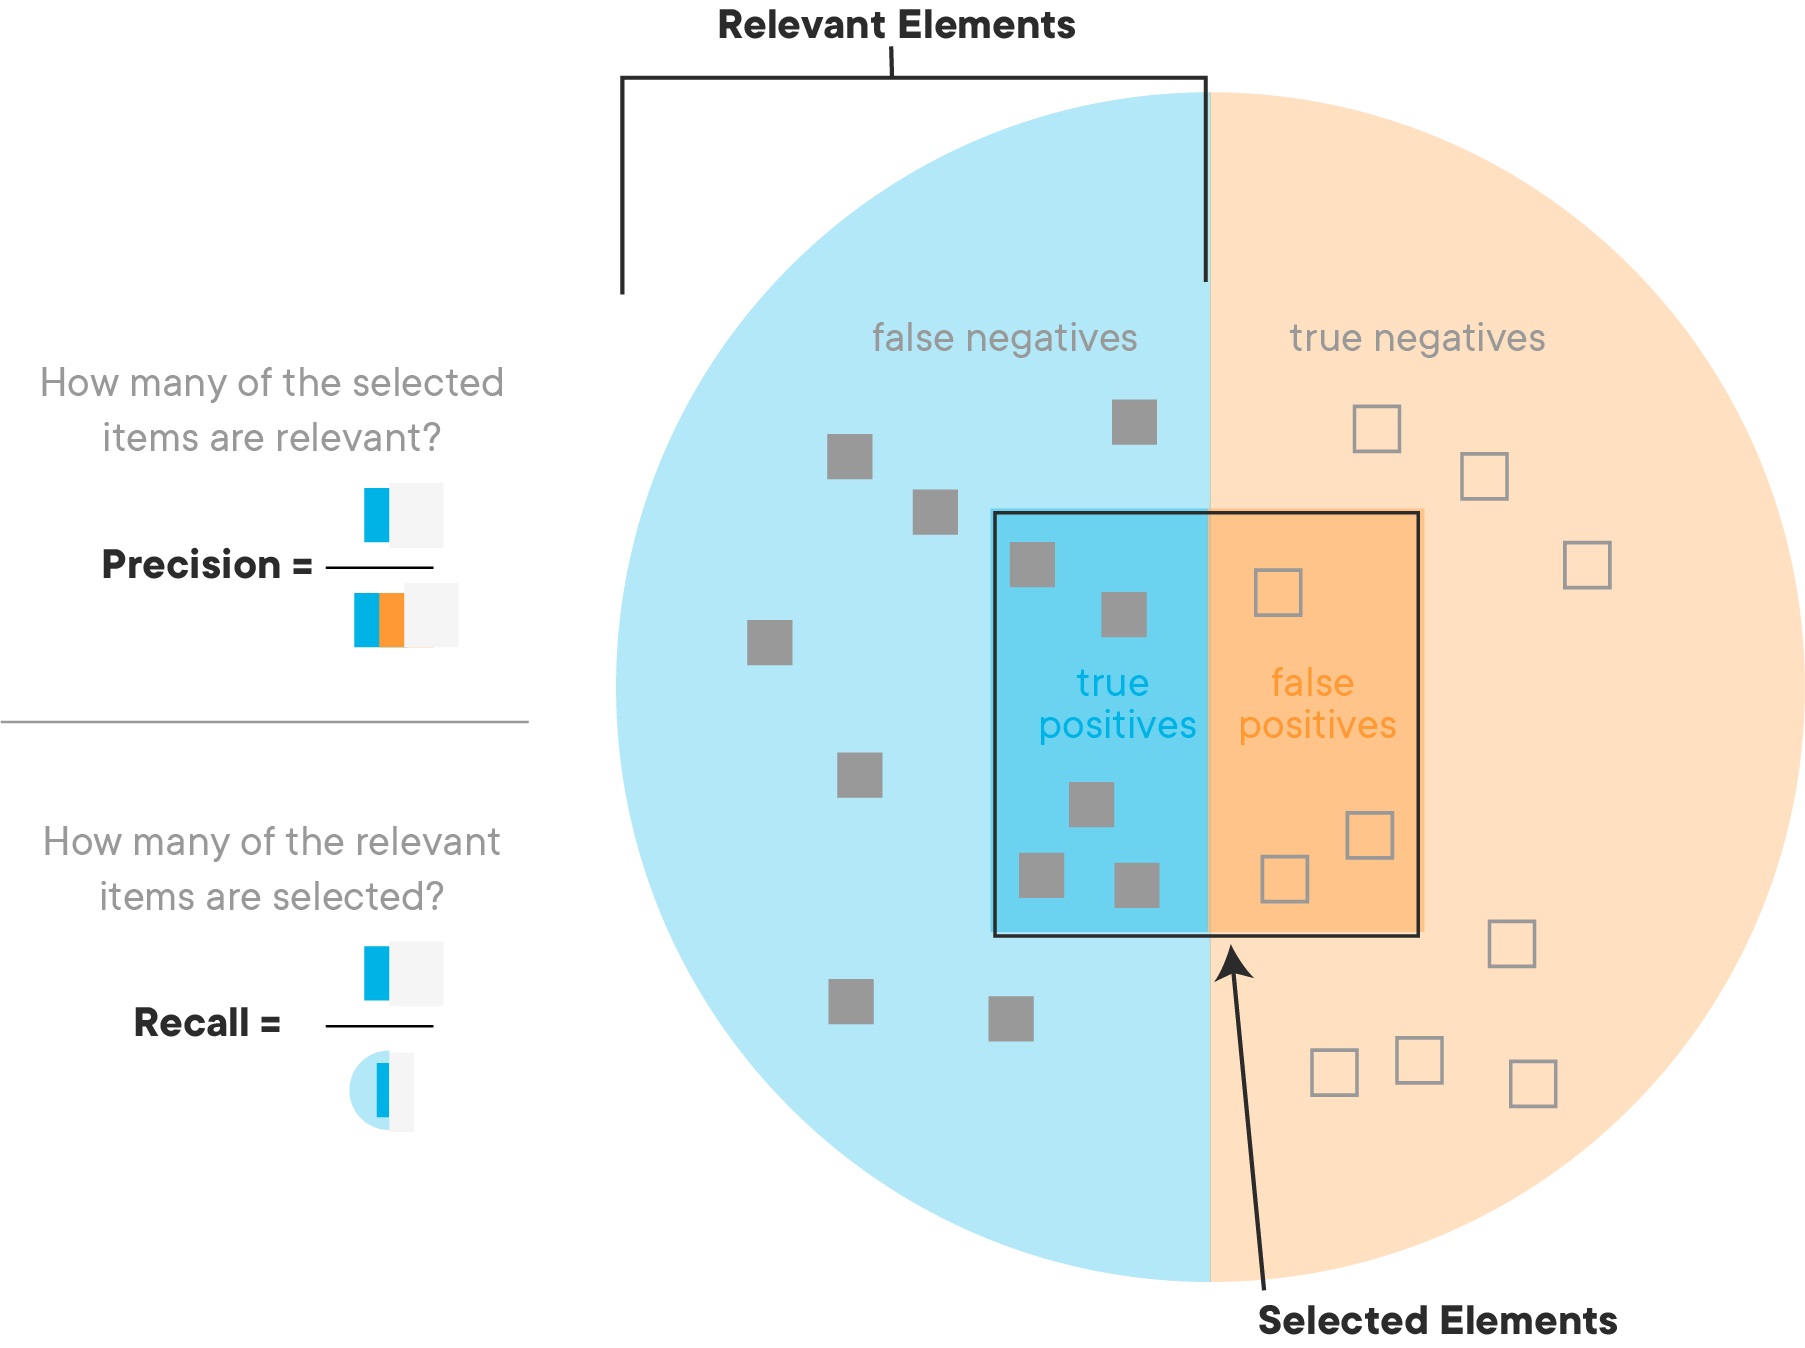 Relevant Elements
false negatives
true negatives
How many of the selected
items are relevant?
Precision =
true
positives
false
positives
How many of the relevant
items are selected?
Recall =
Selected Elements